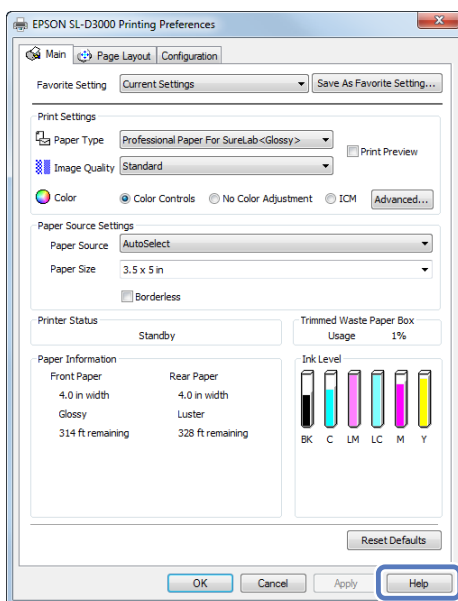 EPSON SL-D3000 Printing Preferences
Main Page Layout Configuration
Favorite Setting Current Settings Save As Favorite Setting...
Print Settings
Paper Type Professional Paper For SureLab<Glossy>
Print Preview
Image Quality Standard
Color Color Controls No Color Adjustment ICM Advanced...
Paper Source Settings
Paper Source AutoSelect
Paper Size 3.5 x 5 in
Borderless
Printer Status
Standby
Trimmed Waste Paper Box
Usage 1%
Paper Information
Front Paper Rear Paper
4.0 in width 4.0 in width
Glossy Luster
314 ft remaining 328 ft remaining
Ink Level
BK C LM LC M Y
Reset Defaults
OK Cancel Apply Help